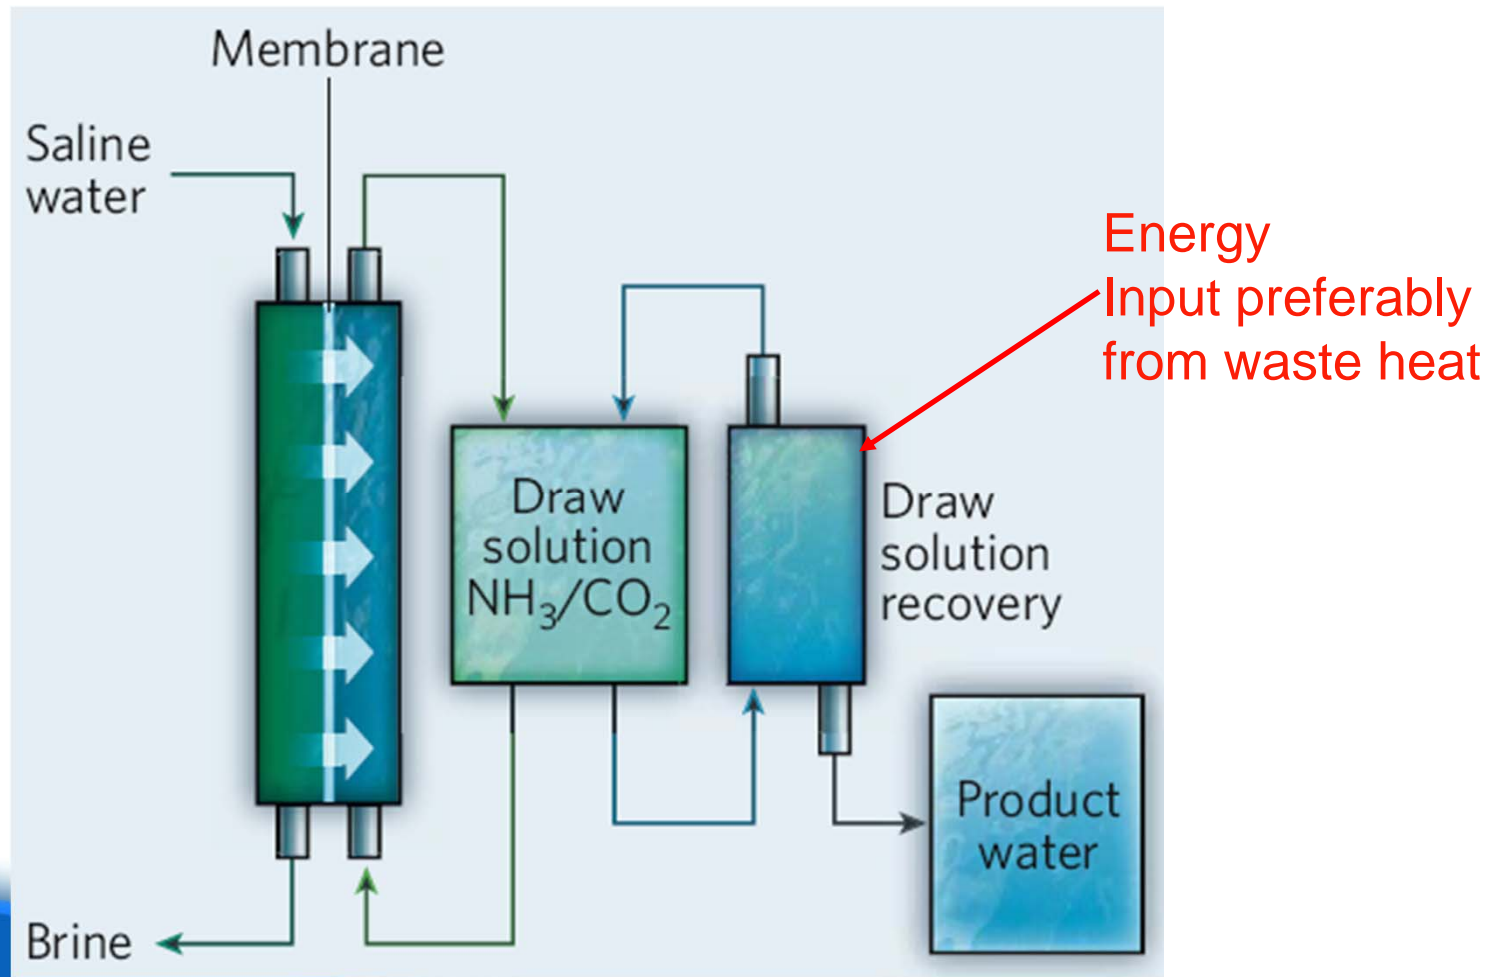 Membrane
Saline
water
Energy
Input preferably
from waste heat
Draw
solution
NH₃/CO₂
Draw
solution
recovery
Product
water
Brine